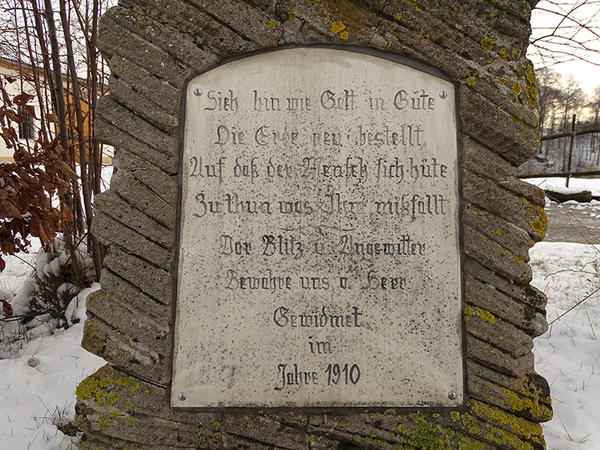 Sieh hin wie Gott in Güte
Die Erde neu bestellt
Auf daß der Mensch sich hüte
Zu thun was Ihm mißfällt
Vor Blitz u. Ungewitter
Bewahre uns o. Herr
Gewidmet
im
Jahre 1910